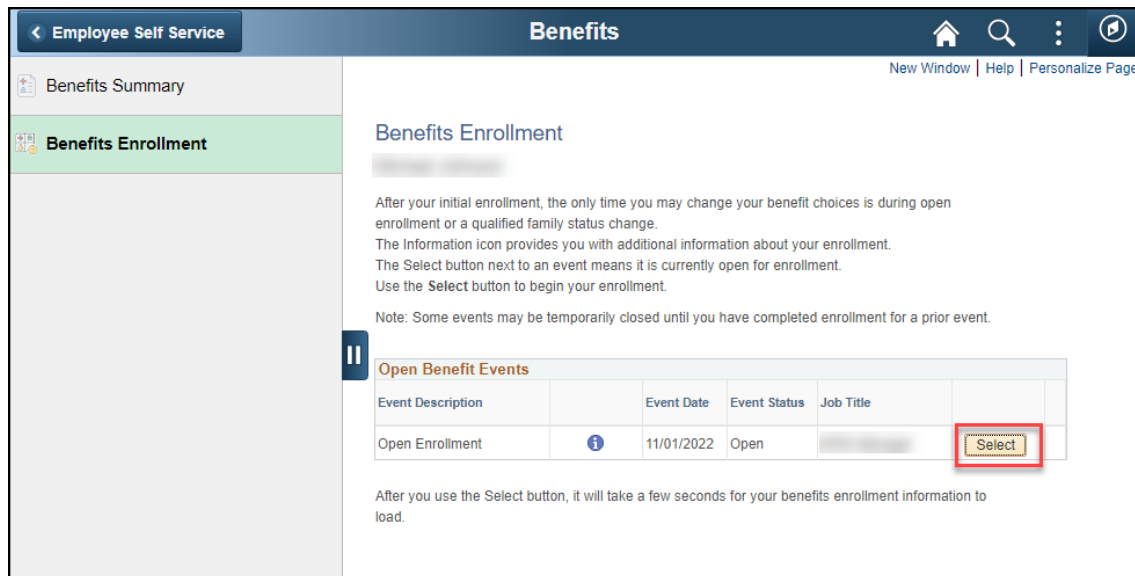 Employee Self Service
Benefits
New Window | Help | Personalize Page
Benefits Summary
Benefits Enrollment
Benefits Enrollment
After your initial enrollment, the only time you may change your benefit choices is during open
enrollment or a qualified family status change.
The Information icon provides you with additional information about your enrollment.
The Select button next to an event means it is currently open for enrollment.
Use the Select button to begin your enrollment.
Note: Some events may be temporarily closed until you have completed enrollment for a prior event.
Open Benefit Events
Event Description Event Date Event Status Job Title
Open Enrollment 11/01/2022 Open Select
After you use the Select button, it will take a few seconds for your benefits enrollment information to
load.